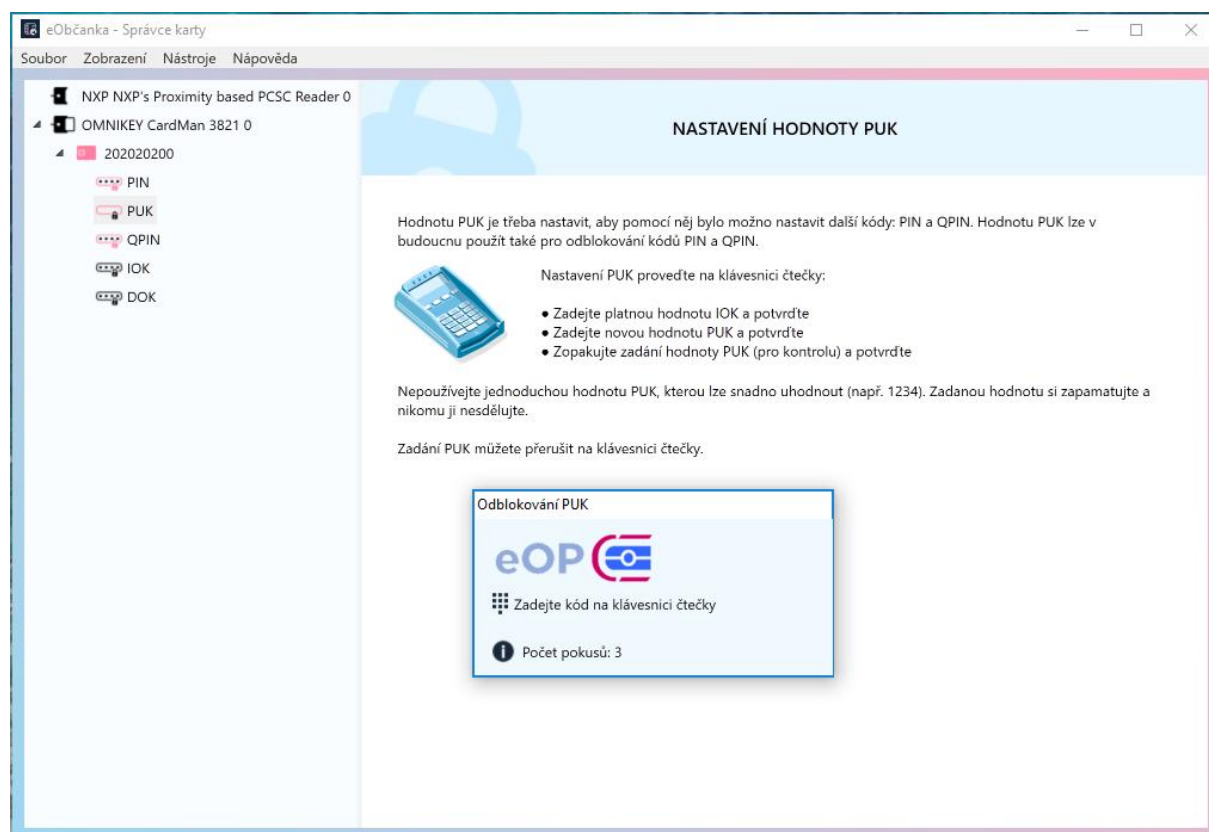 eObčanka - Správce karty
Soubor Zobrazení Nástroje Nápověda
NXP NXP's Proximity based PCSC Reader 0
OMNIKEY CardMan 3821 0
202020200
PIN
PUK
QPIN
IOK
DOK
NASTAVENÍ HODNOTY PUK
Hodnotu PUK je třeba nastavit, aby pomocí něj bylo možno nastavit další kódy: PIN a QPIN. Hodnotu PUK lze v
budoucnu použít také pro odblokování kódů PIN a QPIN.
Nastavení PUK proveďte na klávesnici čtečky:
● Zadejte platnou hodnotu IOK a potvrďte
● Zadejte novou hodnotu PUK a potvrďte
● Zopakujte zadání hodnoty PUK (pro kontrolu) a potvrďte
Nepoužívejte jednoduchou hodnotu PUK, kterou lze snadno uhodnout (např. 1234). Zadanou hodnotu si zapamatujte a
nikomu ji nesdělujte.
Zadání PUK můžete přerušit na klávesnici čtečky.
Odblokování PUK
eOP
Zadejte kód na klávesnici čtečky
Počet pokusů: 3